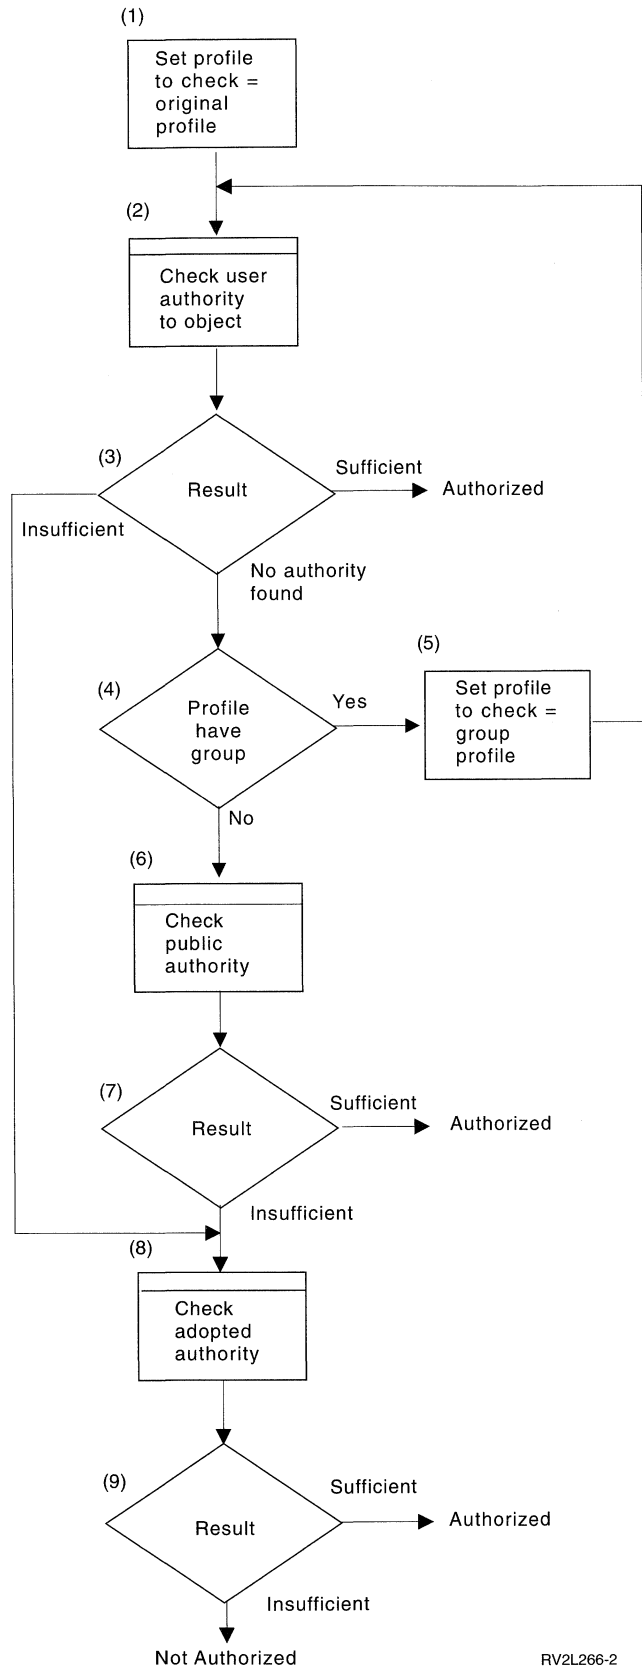 (1)
Set profile
to check =
original
profile
(2)
Check user
authority
to object
(3)
Result
Sufficient
Authorized
Insufficient
No authority
found
(4)
Profile
have
group
Yes
(5)
Set profile
to check =
group
profile
No
(6)
Check
public
authority
(7)
Result
Sufficient
Authorized
Insufficient
(8)
Check
adopted
authority
(9)
Result
Sufficient
Authorized
Insufficient
Not Authorized
RV2L266-2